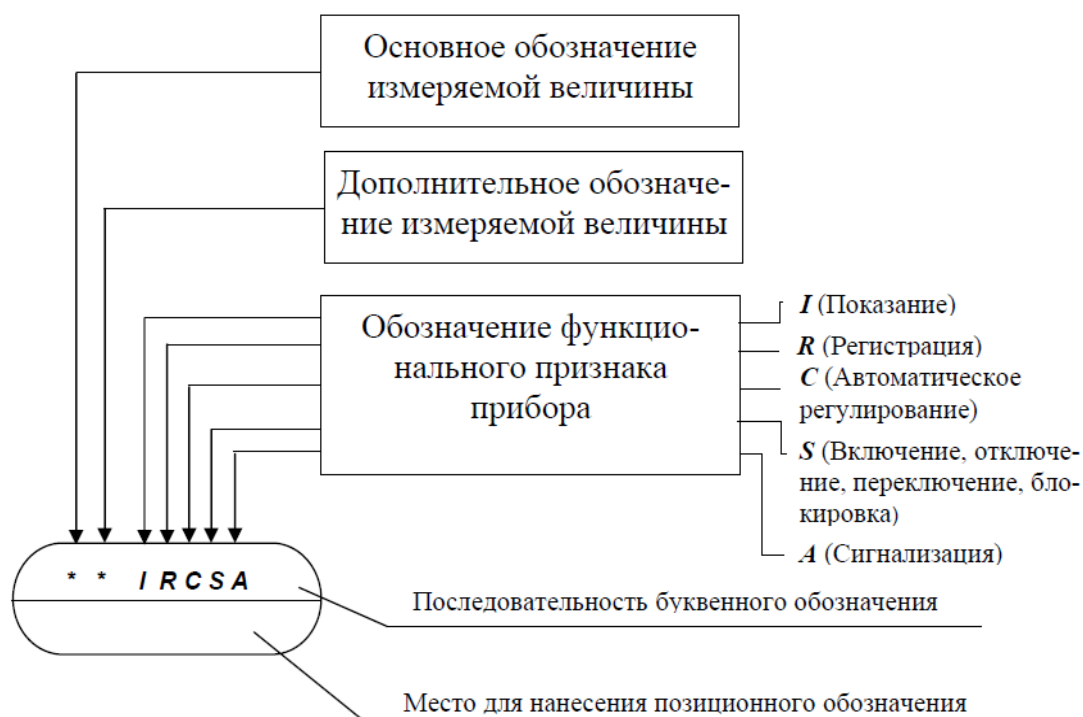 Основное обозначение
измеряемой величины
Дополнительное обозначе-
ние измеряемой величины
Обозначение функцио-
нального признака
прибора
I (Показание)
R (Регистрация)
C (Автоматическое
регулирование)
S (Включение, отключе-
ние, переключение, бло-
кировка)
A (Сигнализация)
* * I R C S A
Последовательность буквенного обозначения
Место для нанесения позиционного обозначения